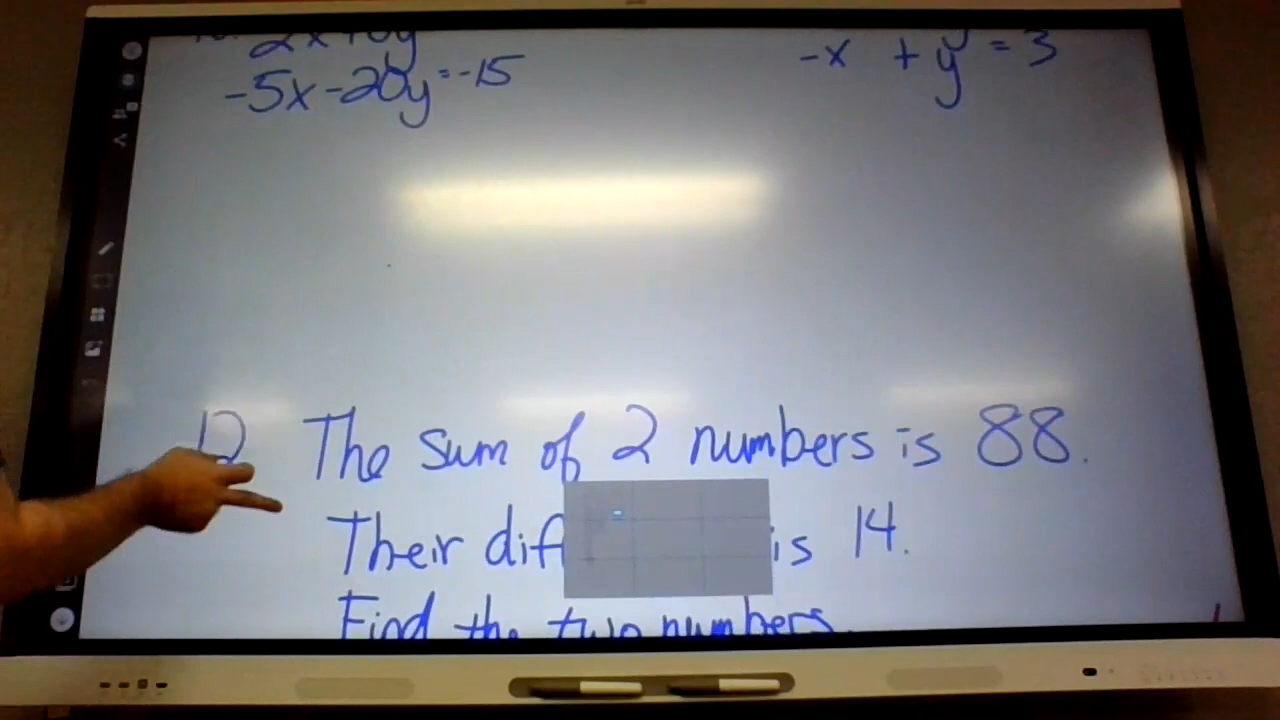 -5x-20y=-15
-x + y = 3
12 The sum of 2 numbers is 88.
Their dif is 14.
Find the two numbers.